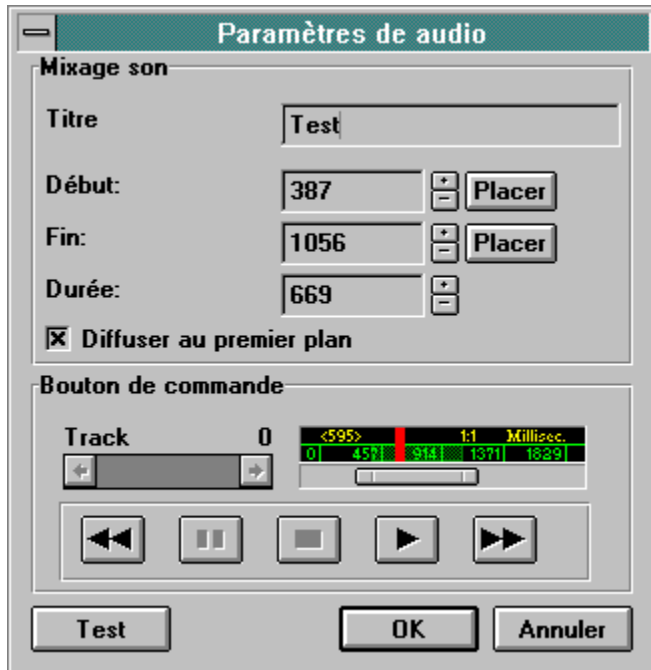 Paramètres de audio
Mixage son
Titre Test
Début: 387 Placer
Fin: 1056 Placer
Durée: 669
Diffuser au premier plan
Bouton de commande
Track 0
<595> 1:1 Millisec.
0 457 914 1371 1829
Test OK Annuler